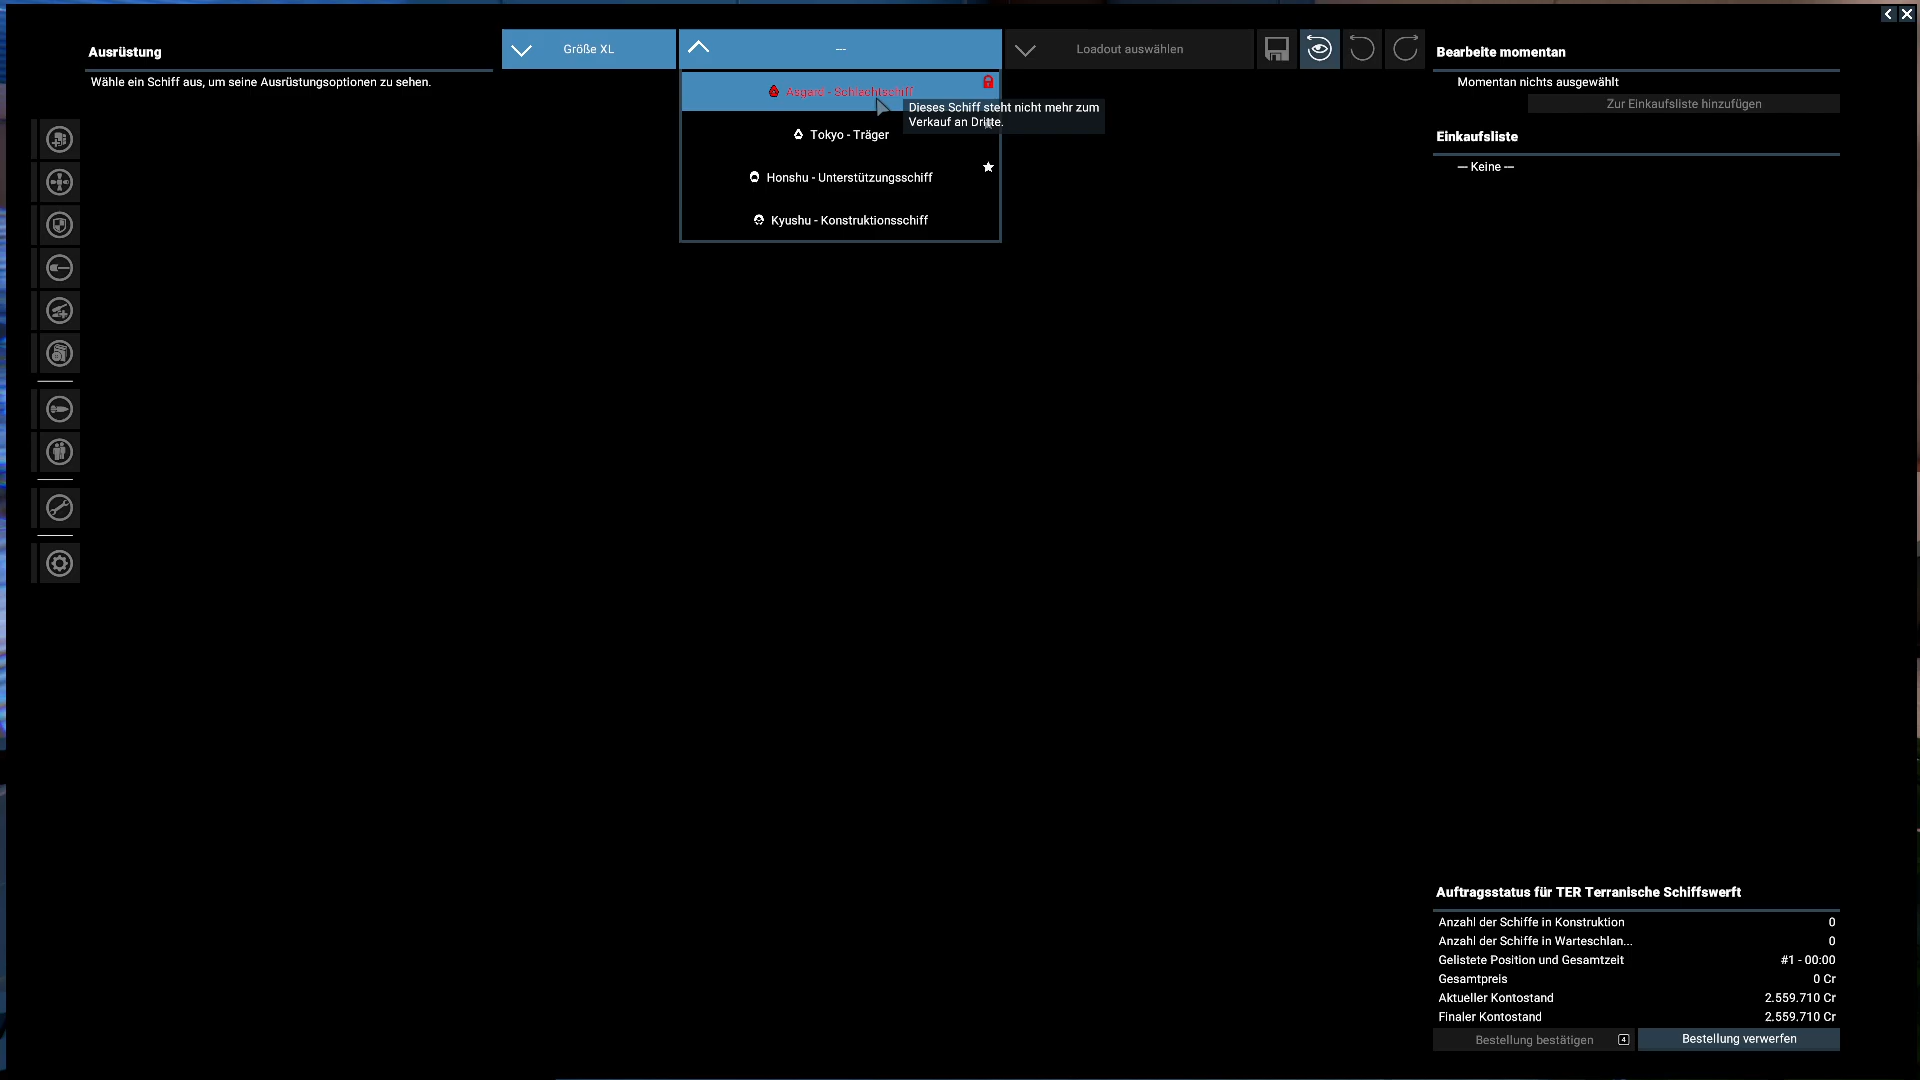 Ausrüstung
Wähle ein Schiff aus, um seine Ausrüstungsoptionen zu sehen.
Größe XL
---
Loadout auswählen
Asgard - Schlachtschiff
Dieses Schiff steht nicht mehr zum
Verkauf an Dritte.
Tokyo - Träger
Honshu - Unterstützungsschiff
Kyushu - Konstruktionsschiff
Bearbeite momentan
Momentan nichts ausgewählt
Zur Einkaufsliste hinzufügen
Einkaufsliste
— Keine —
Auftragsstatus für TER Terranische Schiffswerft
Anzahl der Schiffe in Konstruktion 0
Anzahl der Schiffe in Warteschlan... 0
Gelistete Position und Gesamtzeit #1 - 00:00
Gesamtpreis 0 Cr
Aktueller Kontostand 2.559.710 Cr
Finaler Kontostand 2.559.710 Cr
Bestellung bestätigen 4
Bestellung verwerfen